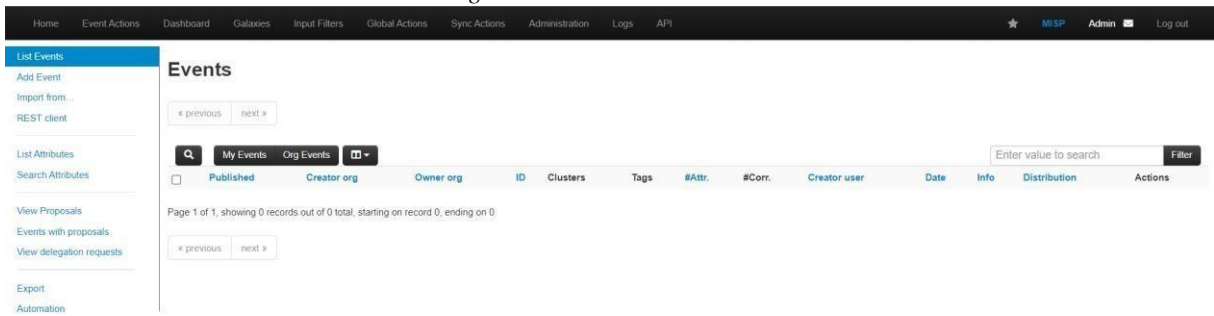 Home Event Actions Dashboard Galaxies Input Filters Global Actions Sync Actions Administration Logs API MISP Admin Log out
List Events
Add Event
Import from...
REST client
List Attributes
Search Attributes
View Proposals
Events with proposals
View delegation requests
Export
Automation
Events
« previous next »
My Events Org Events Enter value to search Filter
Published Creator org Owner org ID Clusters Tags #Attr. #Corr. Creator user Date Info Distribution Actions
Page 1 of 1, showing 0 records out of 0 total, starting on record 0, ending on 0
« previous next »